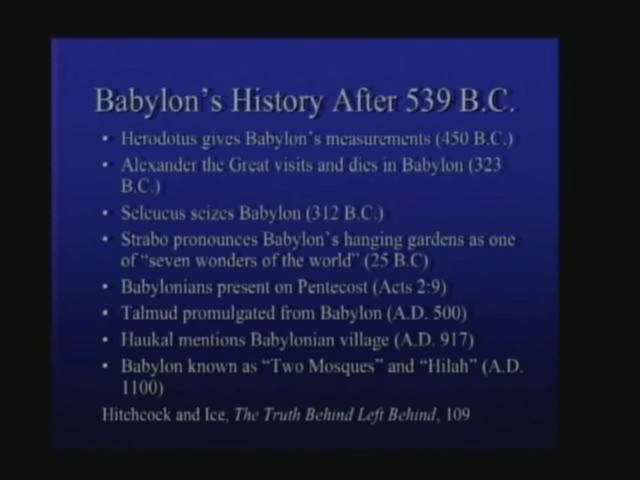 Babylon's History After 539 B.C.
• Herodotus gives Babylon's measurements (450 B.C.)
• Alexander the Great visits and dies in Babylon (323
B.C.)
• Seleucus seizes Babylon (312 B.C.)
• Strabo pronounces Babylon's hanging gardens as one
of "seven wonders of the world" (25 B.C)
• Babylonians present on Pentecost (Acts 2:9)
• Talmud promulgated from Babylon (A.D. 500)
• Haukal mentions Babylonian village (A.D. 917)
• Babylon known as "Two Mosques" and "Hilah" (A.D.
1100)
Hitchcock and Ice, The Truth Behind Left Behind, 109